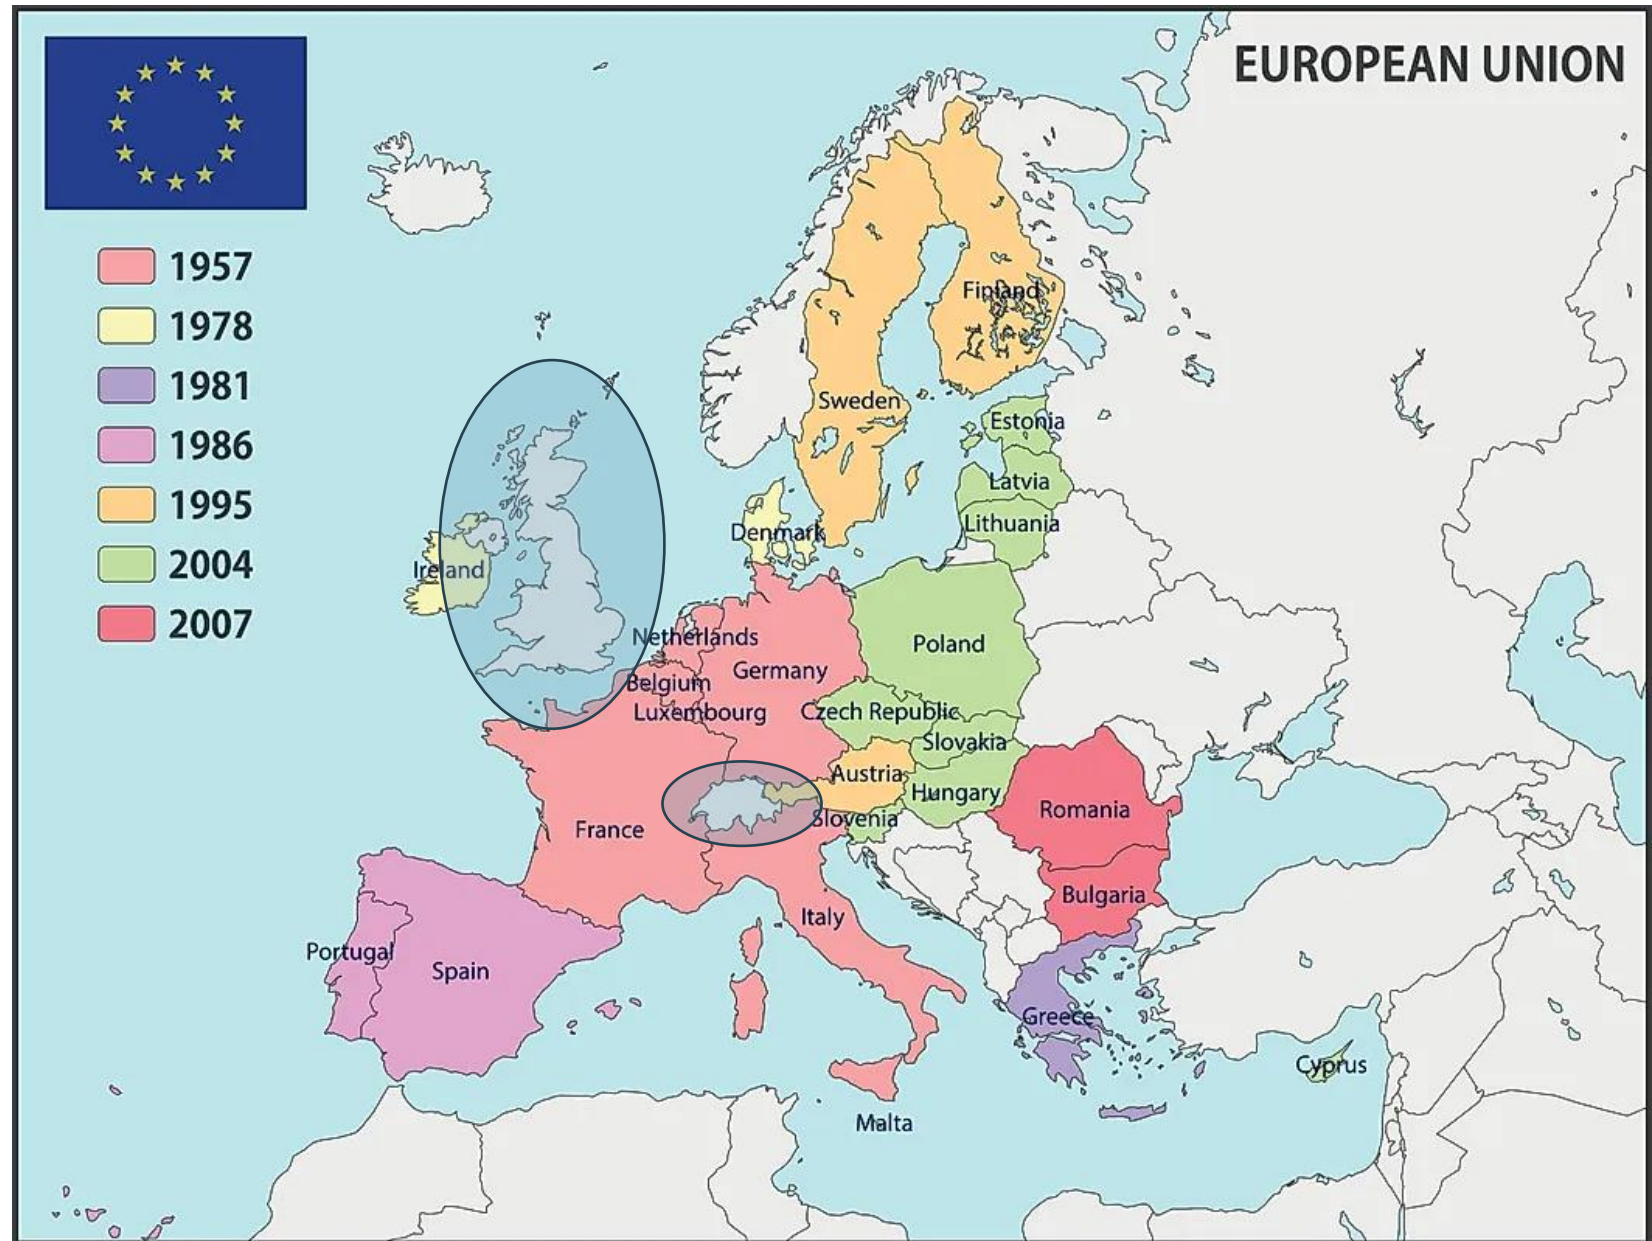 EUROPEAN UNION
1957
1978
1981
1986
1995
2004
2007
Finland
Sweden
Estonia
Latvia
Lithuania
Denmark
Ireland
Netherlands
Poland
Germany
Belgium
Luxembourg
Czech Republic
Slovakia
Austria
Hungary
Slovenia
Romania
France
Bulgaria
Italy
Portugal
Spain
Greece
Cyprus
Malta